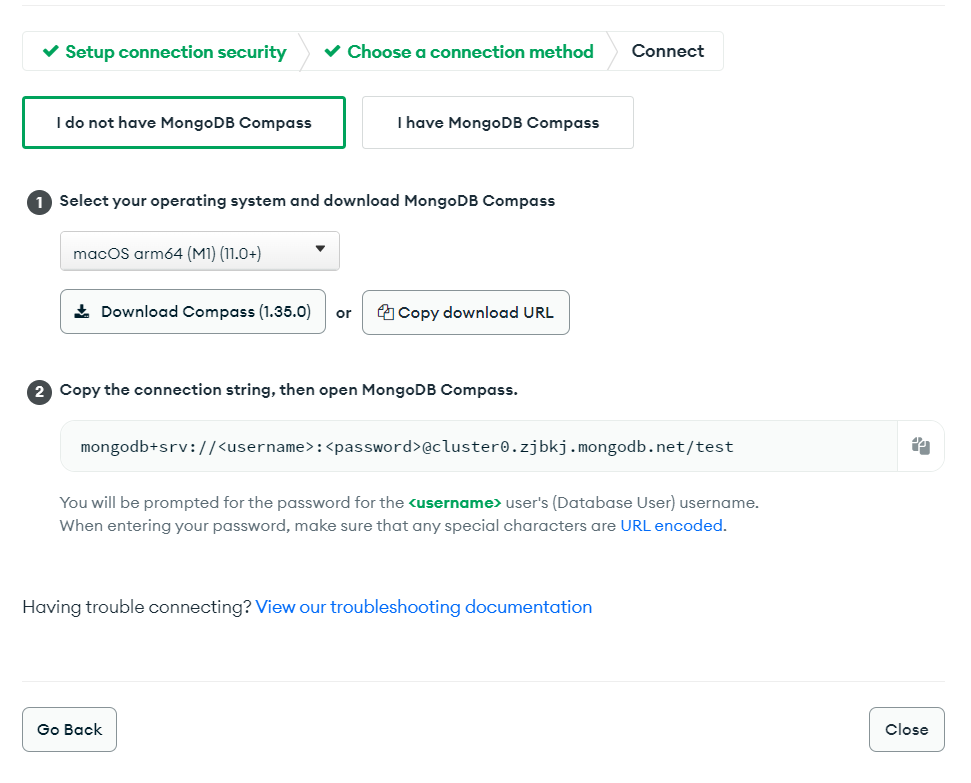 Setup connection security Choose a connection method Connect
I do not have MongoDB Compass I have MongoDB Compass
1 Select your operating system and download MongoDB Compass
macOS arm64 (M1) (11.0+)
Download Compass (1.35.0) or Copy download URL
2 Copy the connection string, then open MongoDB Compass.
mongodb+srv://<username>:<password>@cluster0.zjbkj.mongodb.net/test
You will be prompted for the password for the <username> user's (Database User) username.
When entering your password, make sure that any special characters are URL encoded.
Having trouble connecting? View our troubleshooting documentation
Go Back Close